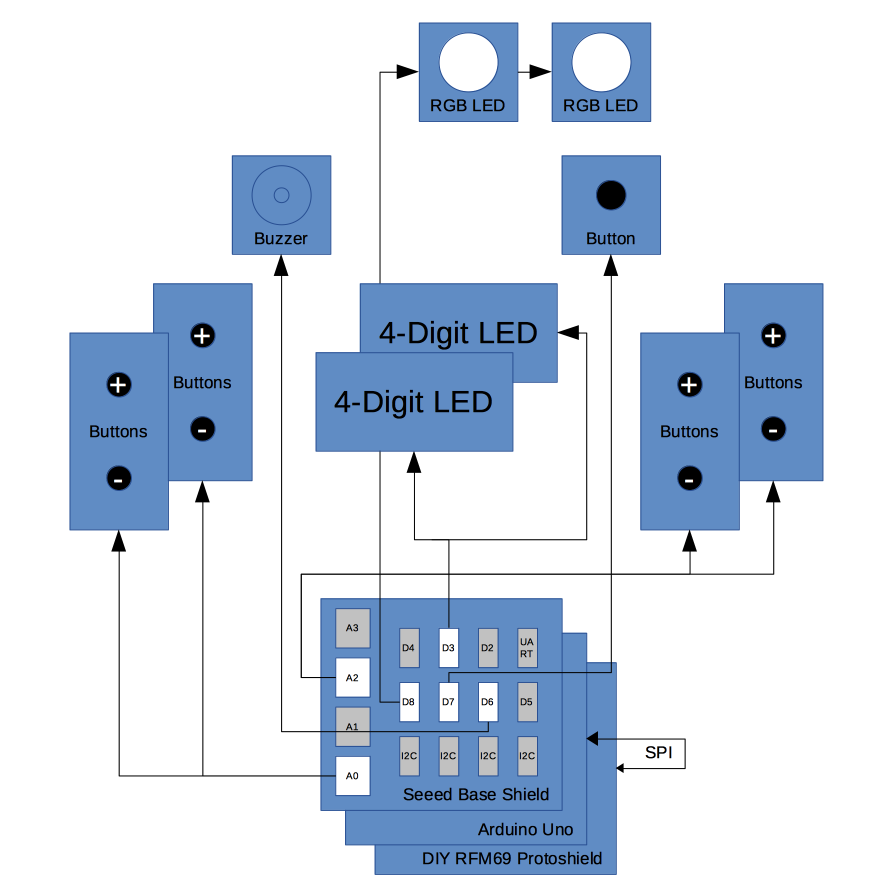 RGB LED
RGB LED
Buzzer
Button
+
Buttons
-
+
Buttons
-
4-Digit LED
4-Digit LED
+
Buttons
-
+
Buttons
-
A3
D4
D3
D2
UA
RT
A2
D8
D7
D6
D5
A1
I2C
I2C
I2C
I2C
A0
SPI
Seeed Base Shield
Arduino Uno
DIY RFM69 Protoshield